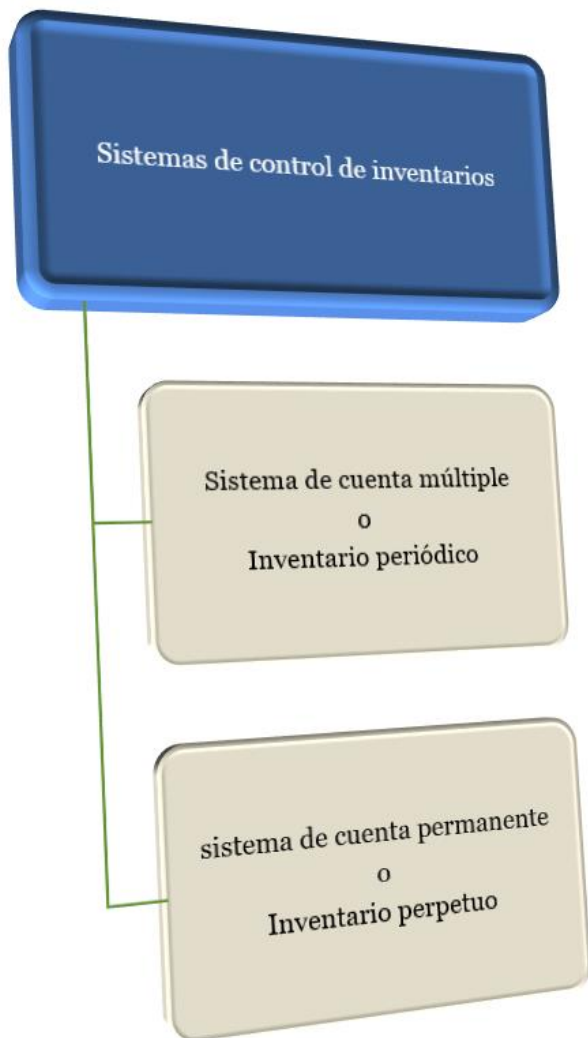 Sistemas de control de inventarios
Sistema de cuenta múltiple
o
Inventario periódico
sistema de cuenta permanente
o
Inventario perpetuo